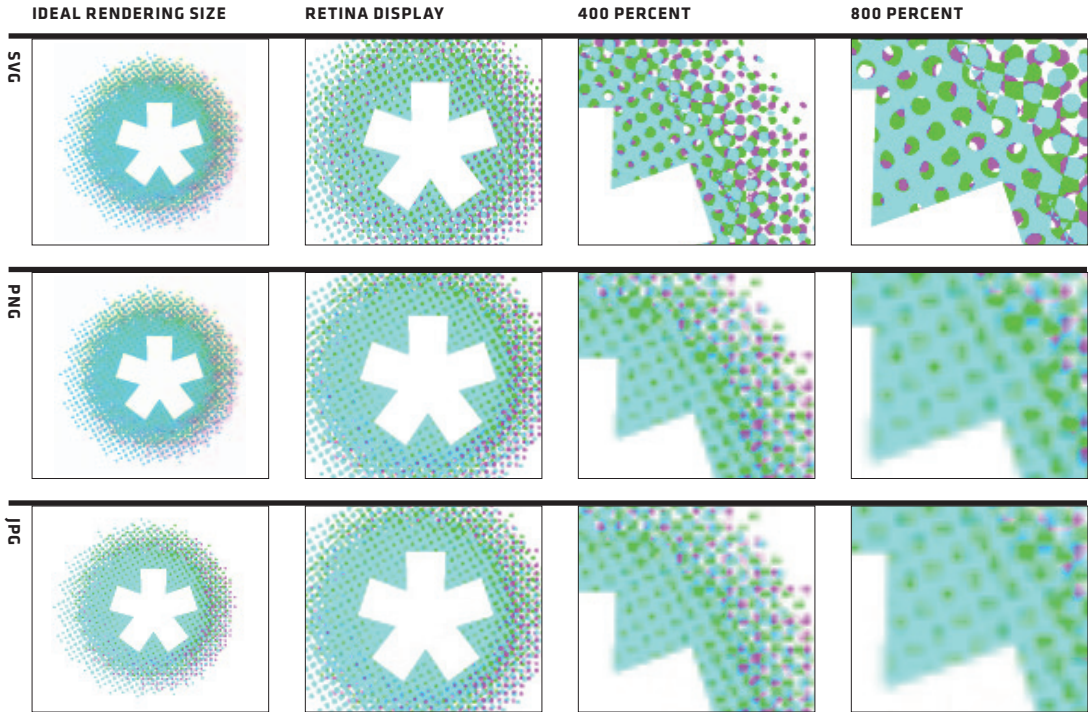 IDEAL RENDERING SIZE
RETINA DISPLAY
400 PERCENT
800 PERCENT
SVG
PNG
JPG